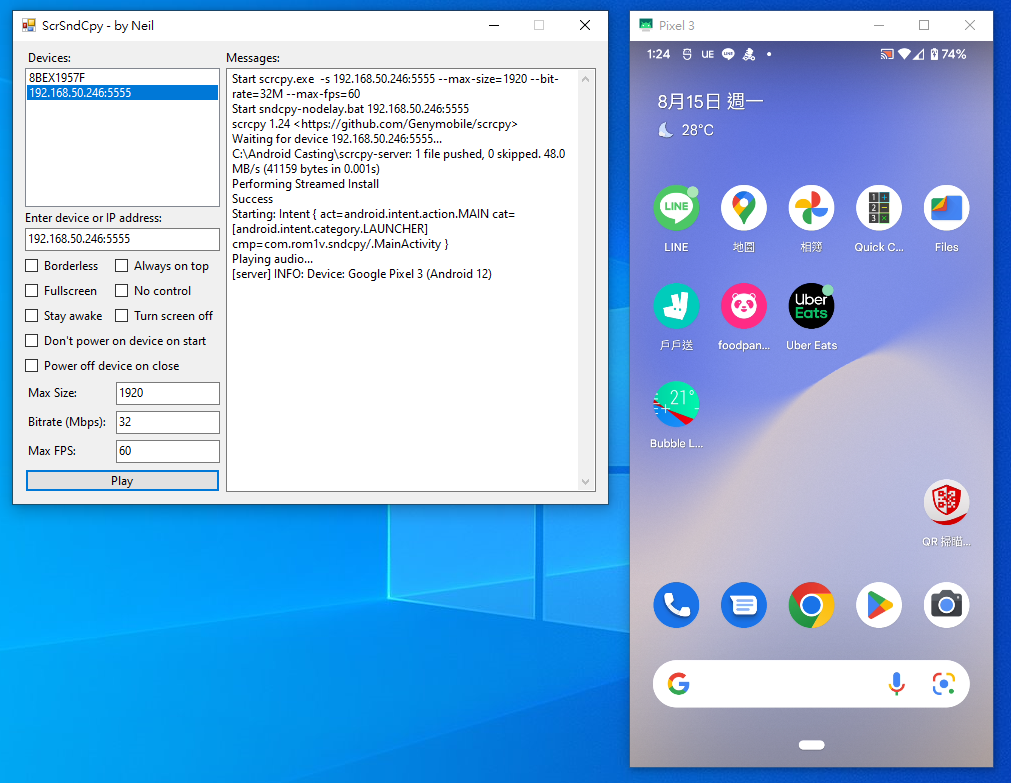 ScrSndCpy - by Neil
Devices:
8BEX1957F
192.168.50.246:5555
Enter device or IP address:
192.168.50.246:5555
Borderless
Always on top
Fullscreen
No control
Stay awake
Turn screen off
Don't power on device on start
Power off device on close
Max Size:
1920
Bitrate (Mbps):
32
Max FPS:
60
Play
Messages:
Start scrcpy.exe -s 192.168.50.246:5555 --max-size=1920 --bit-
rate=32M --max-fps=60
Start sndcpy-nodelay.bat 192.168.50.246:5555
scrcpy 1.24 <https://github.com/Genymobile/scrcpy>
Waiting for device 192.168.50.246:5555...
C:\Android Casting\scrcpy-server: 1 file pushed, 0 skipped. 48.0
MB/s (41159 bytes in 0.001s)
Performing Streamed Install
Success
Starting: Intent { act=android.intent.action.MAIN cat=
[android.intent.category.LAUNCHER]
cmp=com.rom1v.sndcpy/.MainActivity }
Playing audio...
[server] INFO: Device: Google Pixel 3 (Android 12)
Pixel 3
1:24 UE LINE 74%
8月15日 週一
28°C
LINE
LINE
地圖
相簿
Quick C...
Files
戶戶送
foodpan...
Uber
Eats
Uber Eats
21°
Bubble L...
QR 掃瞄...